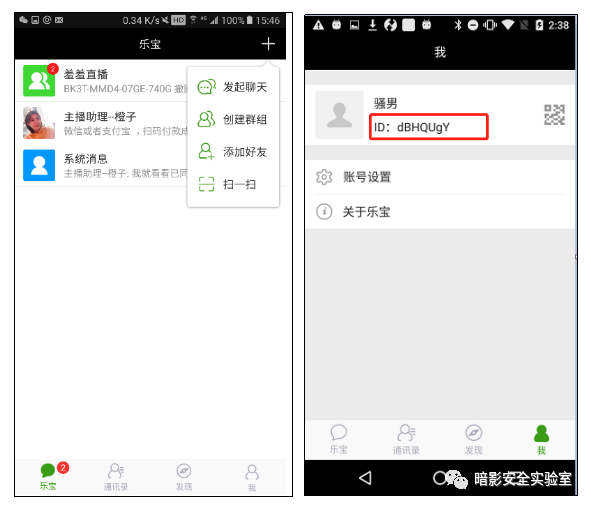 0.34 K/s HD 4G 100% 15:46
乐宝
羞羞直播
2
BK3T-MMD4-07GE-740G 撤
主播助理--橙子
微信或者支付宝 ，扫码付款成
系统消息
主播助理--橙子: 我就看看已同
发起聊天
创建群组
添加好友
扫一扫
2
乐宝
通讯录
发现
我
2:38
我
骚男
ID：dBHQUgY
账号设置
关于乐宝
乐宝
通讯录
发现
我
暗影安全实验室